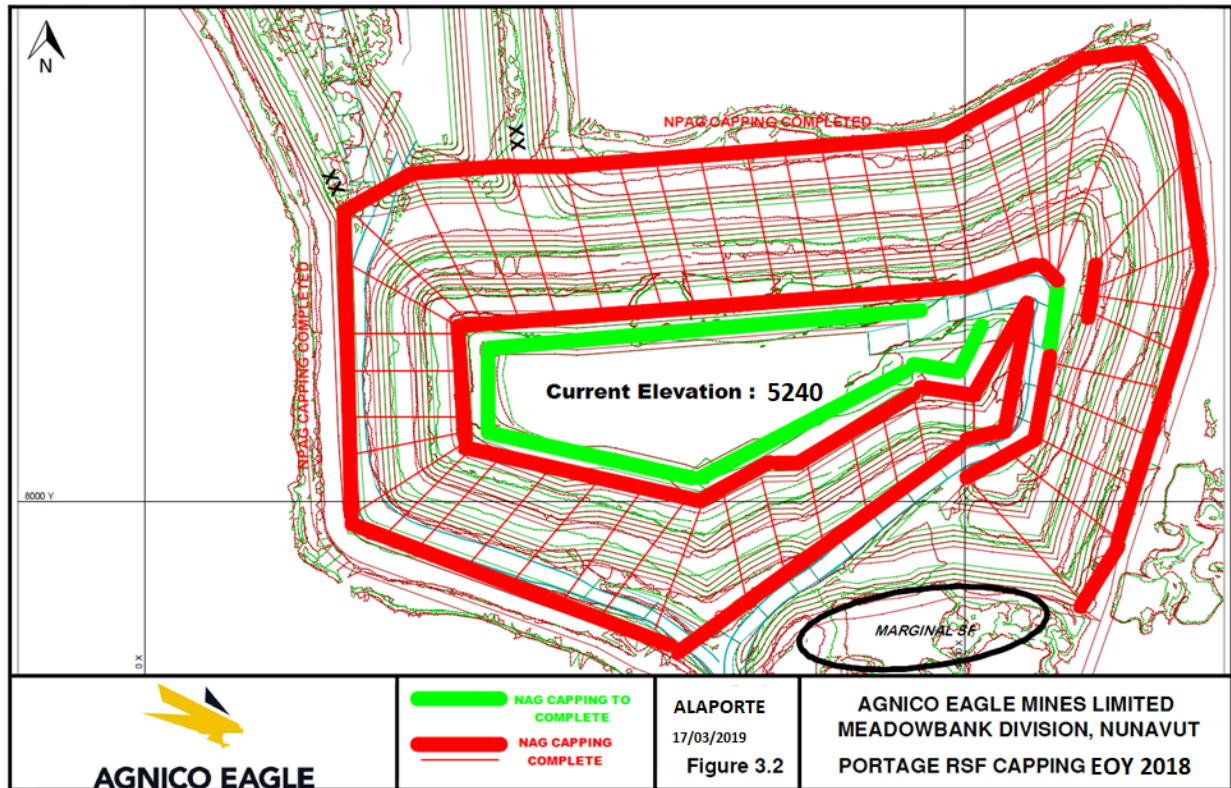 N
XX
XX
NPAG CAPPING COMPLETED
NPAG CAPPING COMPLETED
Current Elevation : 5240
8000 Y
MARGINAL SF
0 X
0 X
AGNICO EAGLE
NAG CAPPING TO
COMPLETE
NAG CAPPING
COMPLETE
ALAPORTE
17/03/2019
Figure 3.2
AGNICO EAGLE MINES LIMITED
MEADOWBANK DIVISION, NUNAVUT
PORTAGE RSF CAPPING EOY 2018